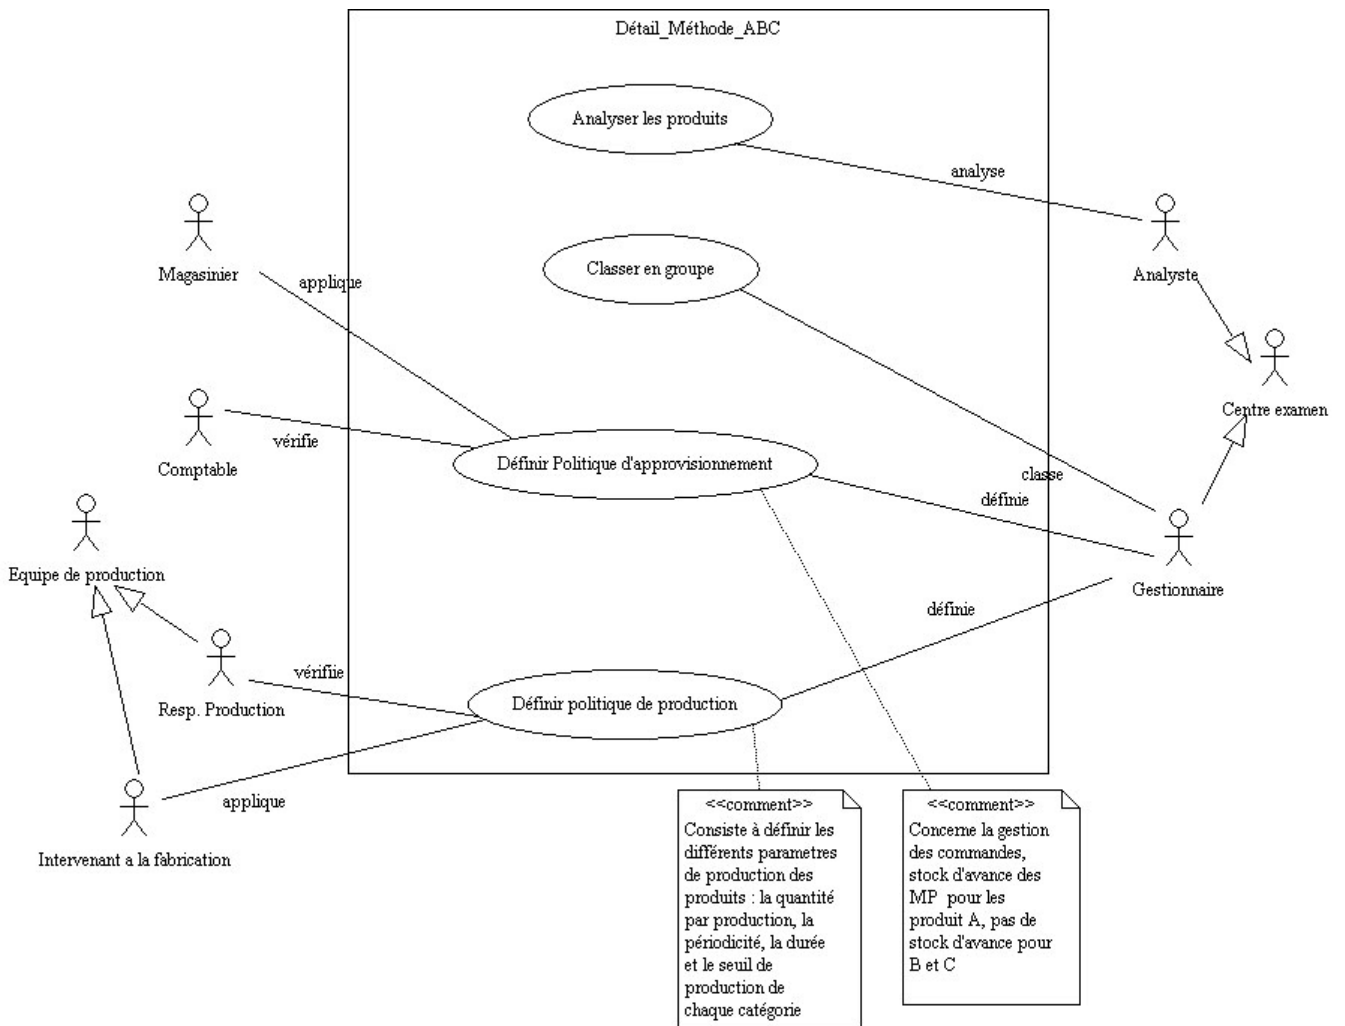 Détail_Méthode_ABC
Analyser les produits
analyse
Magasinier
applique
Classer en groupe
Analyste
Centre examen
Comptable
vérifie
Définir Politique d'approvisionnement
classe
définie
Gestionnaire
Equipe de production
définie
Resp. Production
vérifiie
Définir politique de production
applique
Intervenant a la fabrication
<<comment>>
Consiste à définir les
différents parametres
de production des
produits : la quantité
par production, la
périodicité, la durée
et le seuil de
production de
chaque catégorie
<<comment>>
Concerne la gestion
des commandes,
stock d'avance des
MP pour les
produit A, pas de
stock d'avance pour
B et C